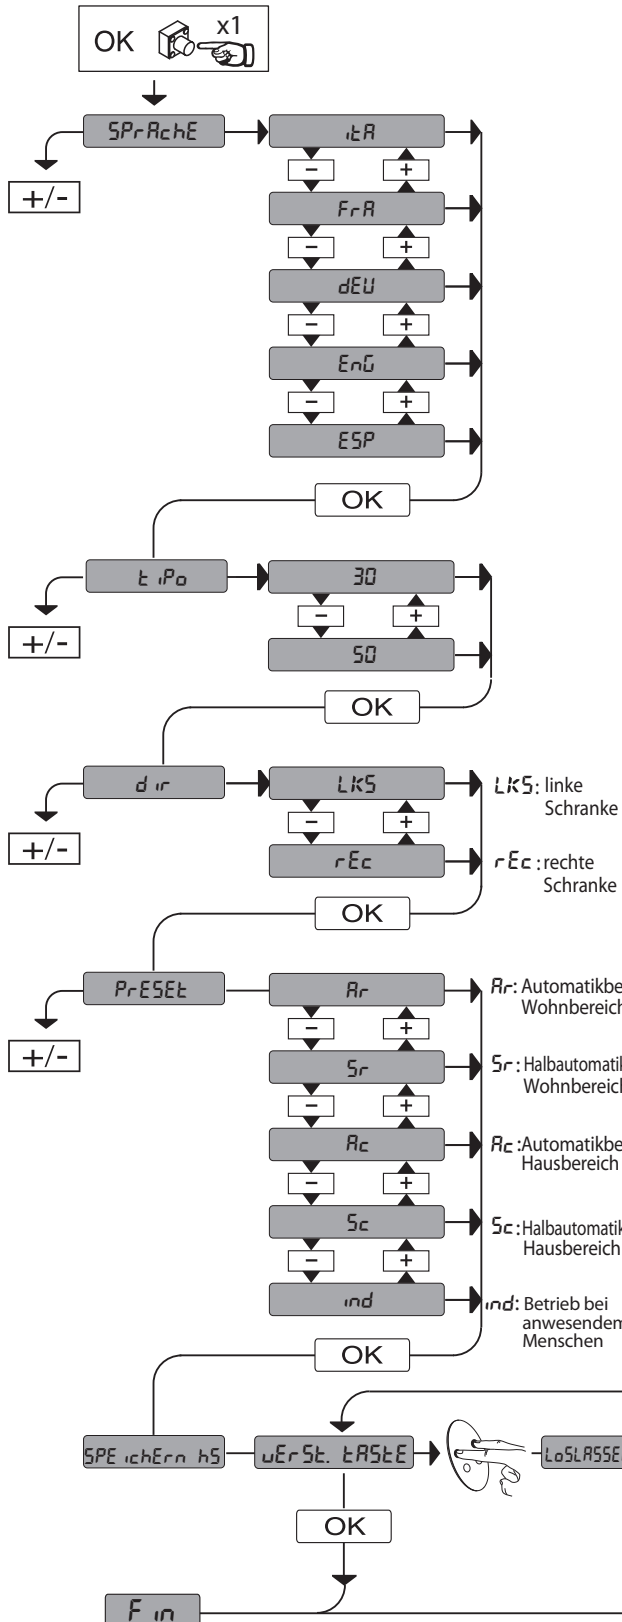 OK x1
SPrAchE
itA
+/-
- +
FrA
- +
dEU
- +
EnG
- +
ESP
OK
tiPo
30
+/-
- +
50
OK
dir
LKS
LKS: linke
Schranke
+/-
- +
rEc
rEc: rechte
Schranke
OK
PrESEt
Ar
Ar: Automatikbe
Wohnbereich
+/-
- +
Sr
Sr: Halbautomatik
Wohnbereich
- +
Ac
Ac: Automatikbe
Hausbereich
- +
Sc
Sc: Halbautomatik
Hausbereich
- +
ind
ind: Betrieb bei
anwesendem
Menschen
OK
SPEichErn hS
vErSt. tAStE
LoSLASSE
OK
Fin